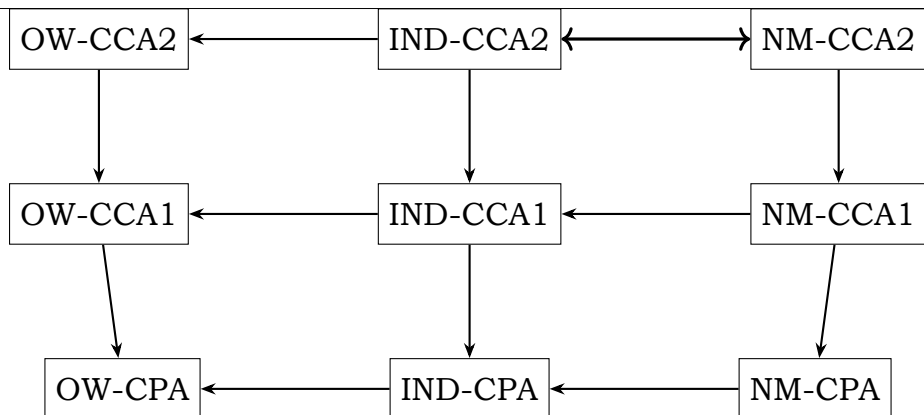 OW-CCA2 IND-CCA2 NM-CCA2
OW-CCA1 IND-CCA1 NM-CCA1
OW-CPA IND-CPA NM-CPA